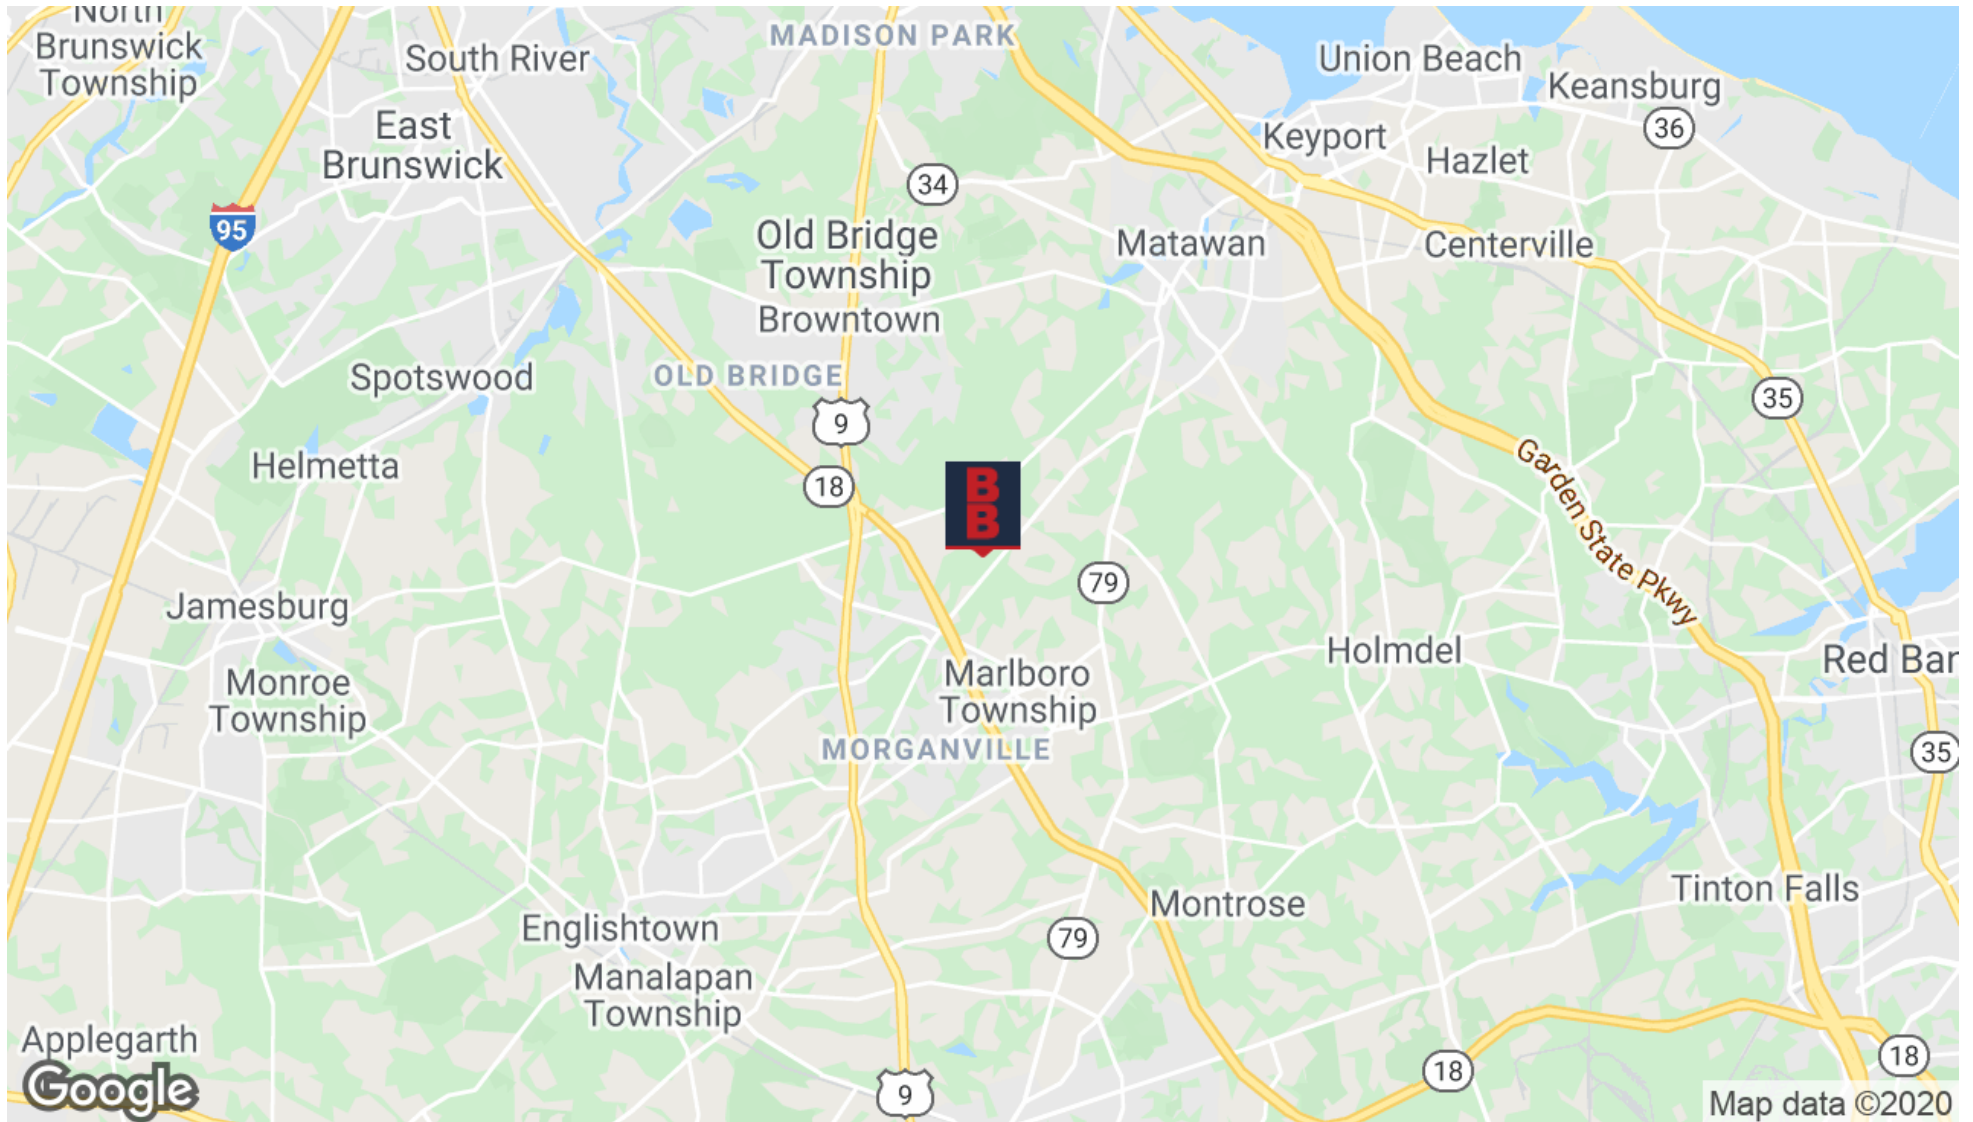 North
Brunswick
Township
South River
MADISON PARK
Union Beach
Keansburg
36
East
Brunswick
Keyport
Hazlet
34
95
Old Bridge
Township
Matawan
Centerville
Browntown
Spotswood
OLD BRIDGE
35
9
Helmetta
18
B
B
Garden State Pkwy
79
Jamesburg
Holmdel
Red Bar
Monroe
Township
Marlboro
Township
MORGANVILLE
35
Tinton Falls
Montrose
Englishtown
79
Manalapan
Township
Applegarth
18
18
Google
9
Map data ©2020